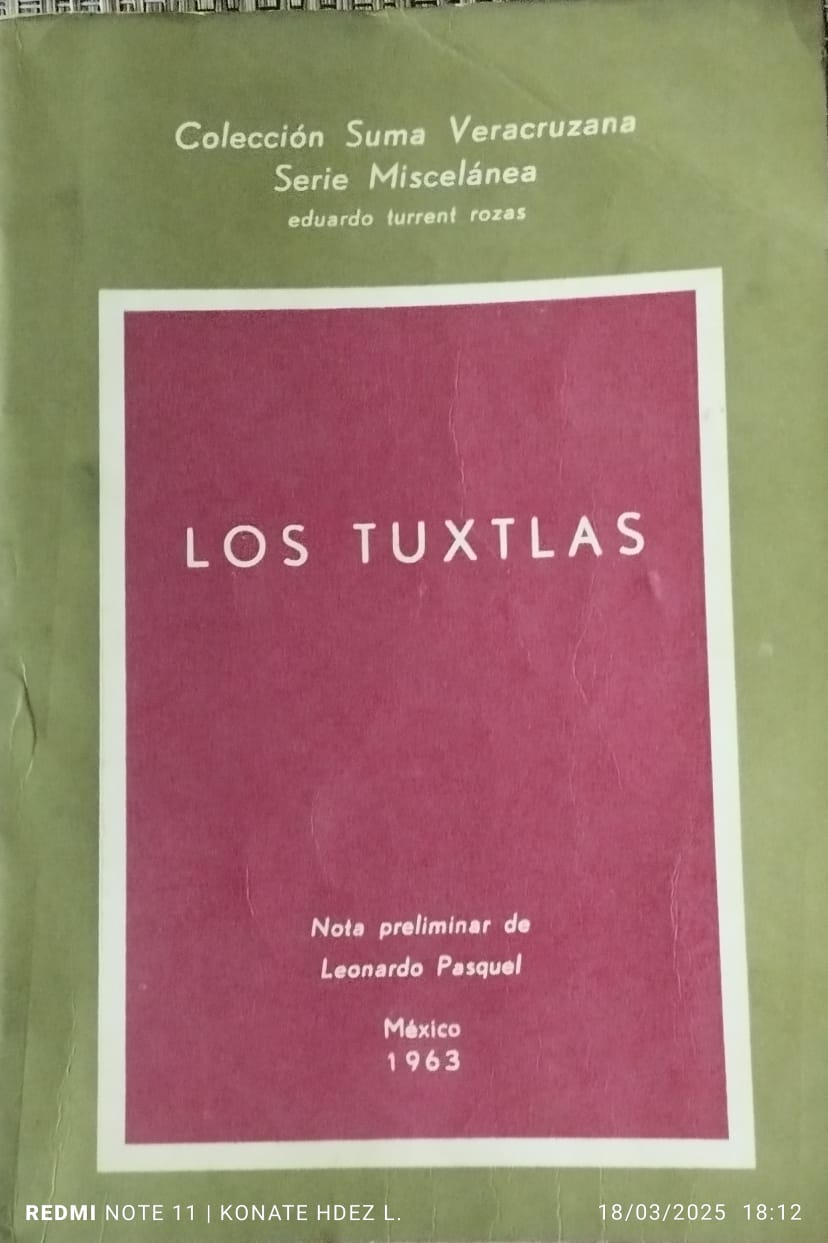 Colección Suma Veracruzana
Serie Miscelánea
eduardo turrent rozas
LOS TUXTLAS
Nota preliminar de
Leonardo Pasquel
México
1963
REDMI NOTE 11 | KONATE HDEZ L.
18/03/2025 18:12